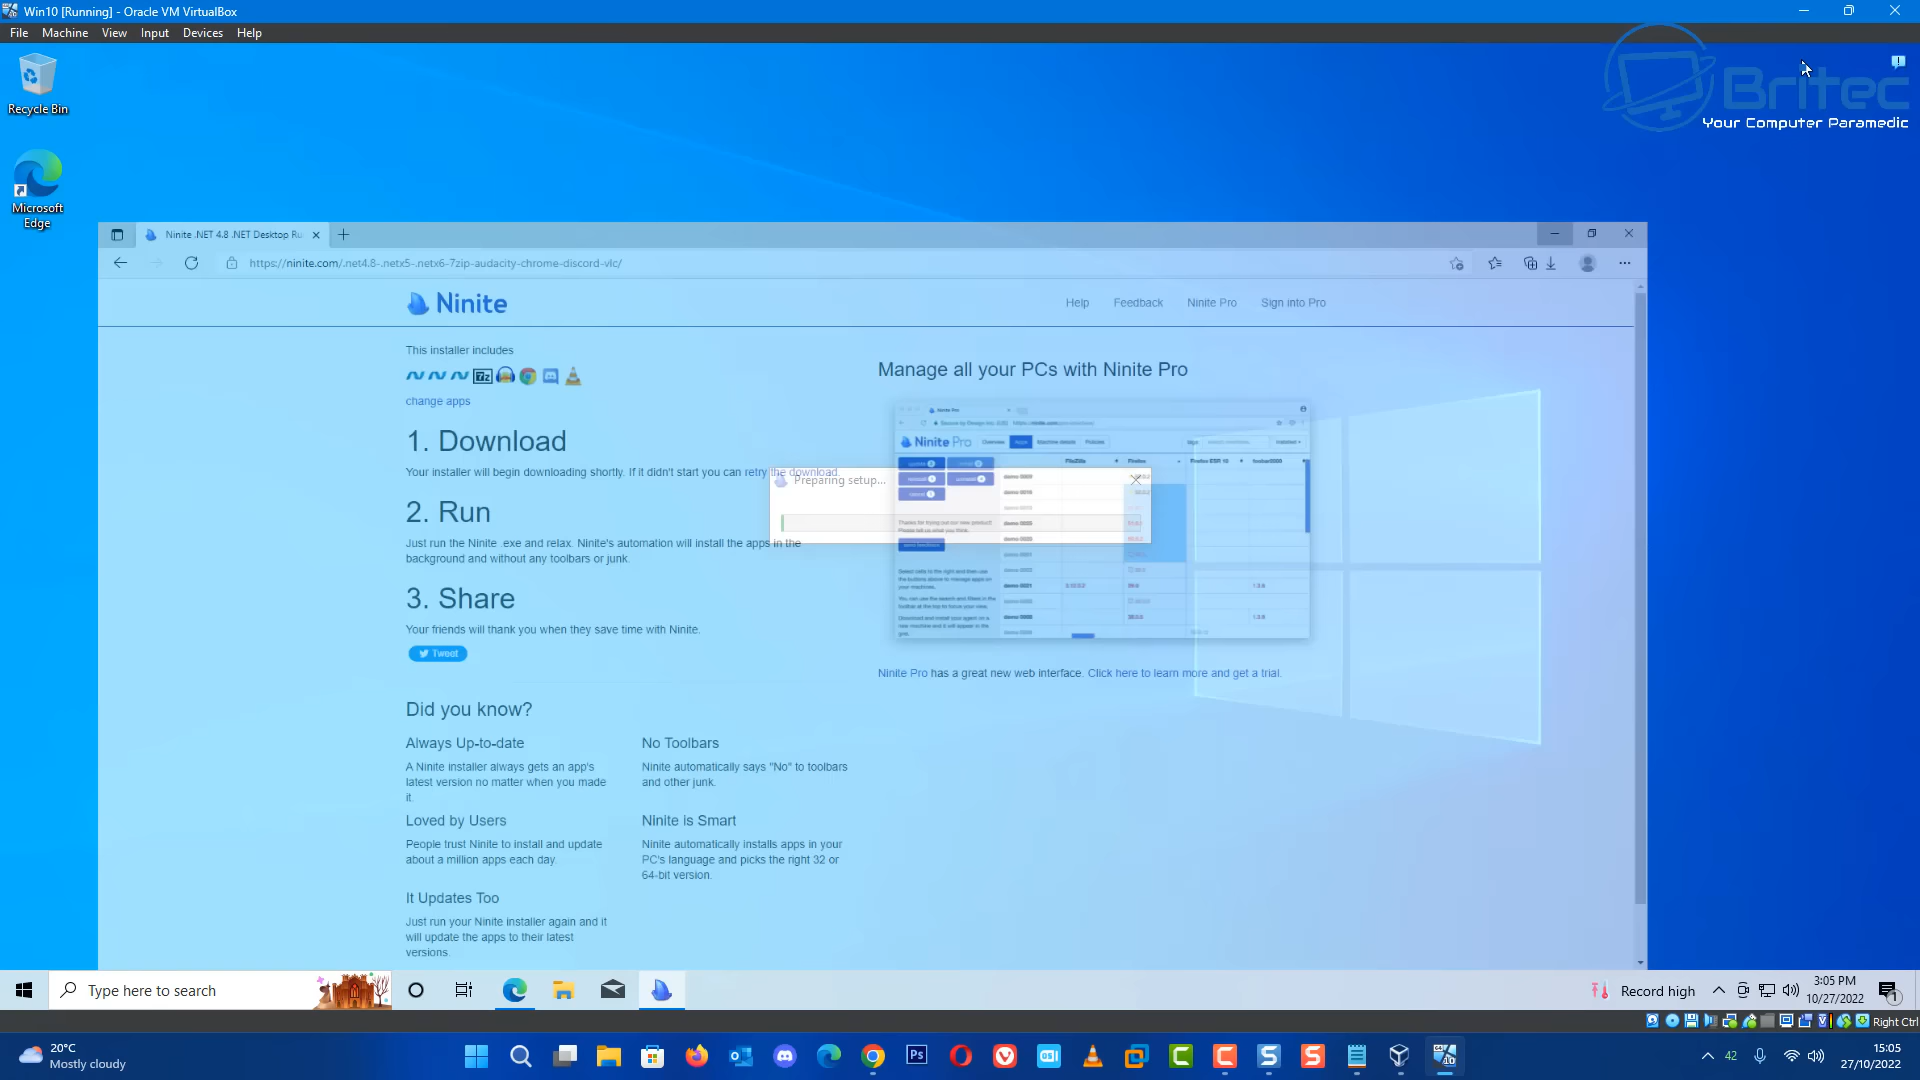 Win10 [Running] - Oracle VM VirtualBox
File Machine View Input Devices Help
Britec
Your Computer Paramedic
Recycle Bin
Microsoft
Edge
Ninite .NET 4.8 .NET Desktop Ru
https://ninite.com/.net4.8-.netx5-.netx6-7zip-audacity-chrome-discord-vlc/
Ninite
Help Feedback Ninite Pro Sign into Pro
This installer includes
7z
change apps
Manage all your PCs with Ninite Pro
1. Download
Your installer will begin downloading shortly. If it didn't start you can retry the download.
Preparing setup...
2. Run
Just run the Ninite .exe and relax. Ninite's automation will install the apps in the
background and without any toolbars or junk.
3. Share
Your friends will thank you when they save time with Ninite.
Tweet
Ninite Pro
Ninite Pro has a great new web interface. Click here to learn more and get a trial.
Did you know?
Always Up-to-date
A Ninite installer always gets an app's
latest version no matter when you made
it.
No Toolbars
Ninite automatically says "No" to toolbars
and other junk.
Loved by Users
People trust Ninite to install and update
about a million apps each day.
Ninite is Smart
Ninite automatically installs apps in your
PC's language and picks the right 32 or
64-bit version.
It Updates Too
Just run your Ninite installer again and it
will update the apps to their latest
versions.
Type here to search
Record high
3:05 PM
10/27/2022
1
Right Ctrl
20°C
Mostly cloudy
Ps
42
15:05
27/10/2022